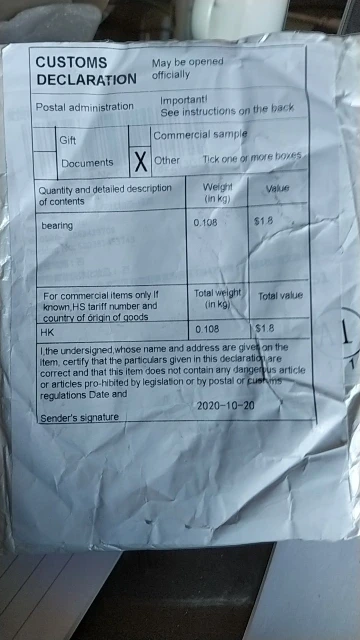 CUSTOMS
DECLARATION
May be opened
officially
Postal administration
Important!
See instructions on the back
Gift
Commercial sample
Documents
X
Other
Tick one or more boxes
Quantity and detailed description
of contents
Weight
(in kg)
Value
bearing
0.108
$1.8
For commercial items only If
known,HS tariff number and
country of origin of goods
Total weight
(in kg)
Total value
HK
0.108
$1.8
I,the undersigned,whose name and address are given on the
item, certify that the particulars given in this declaration are
correct and that this item does not contain any dangerous article
or articles pro-hibited by legislation or by postal or customs
regulations Date and
2020-10-20
Sender's signature
1